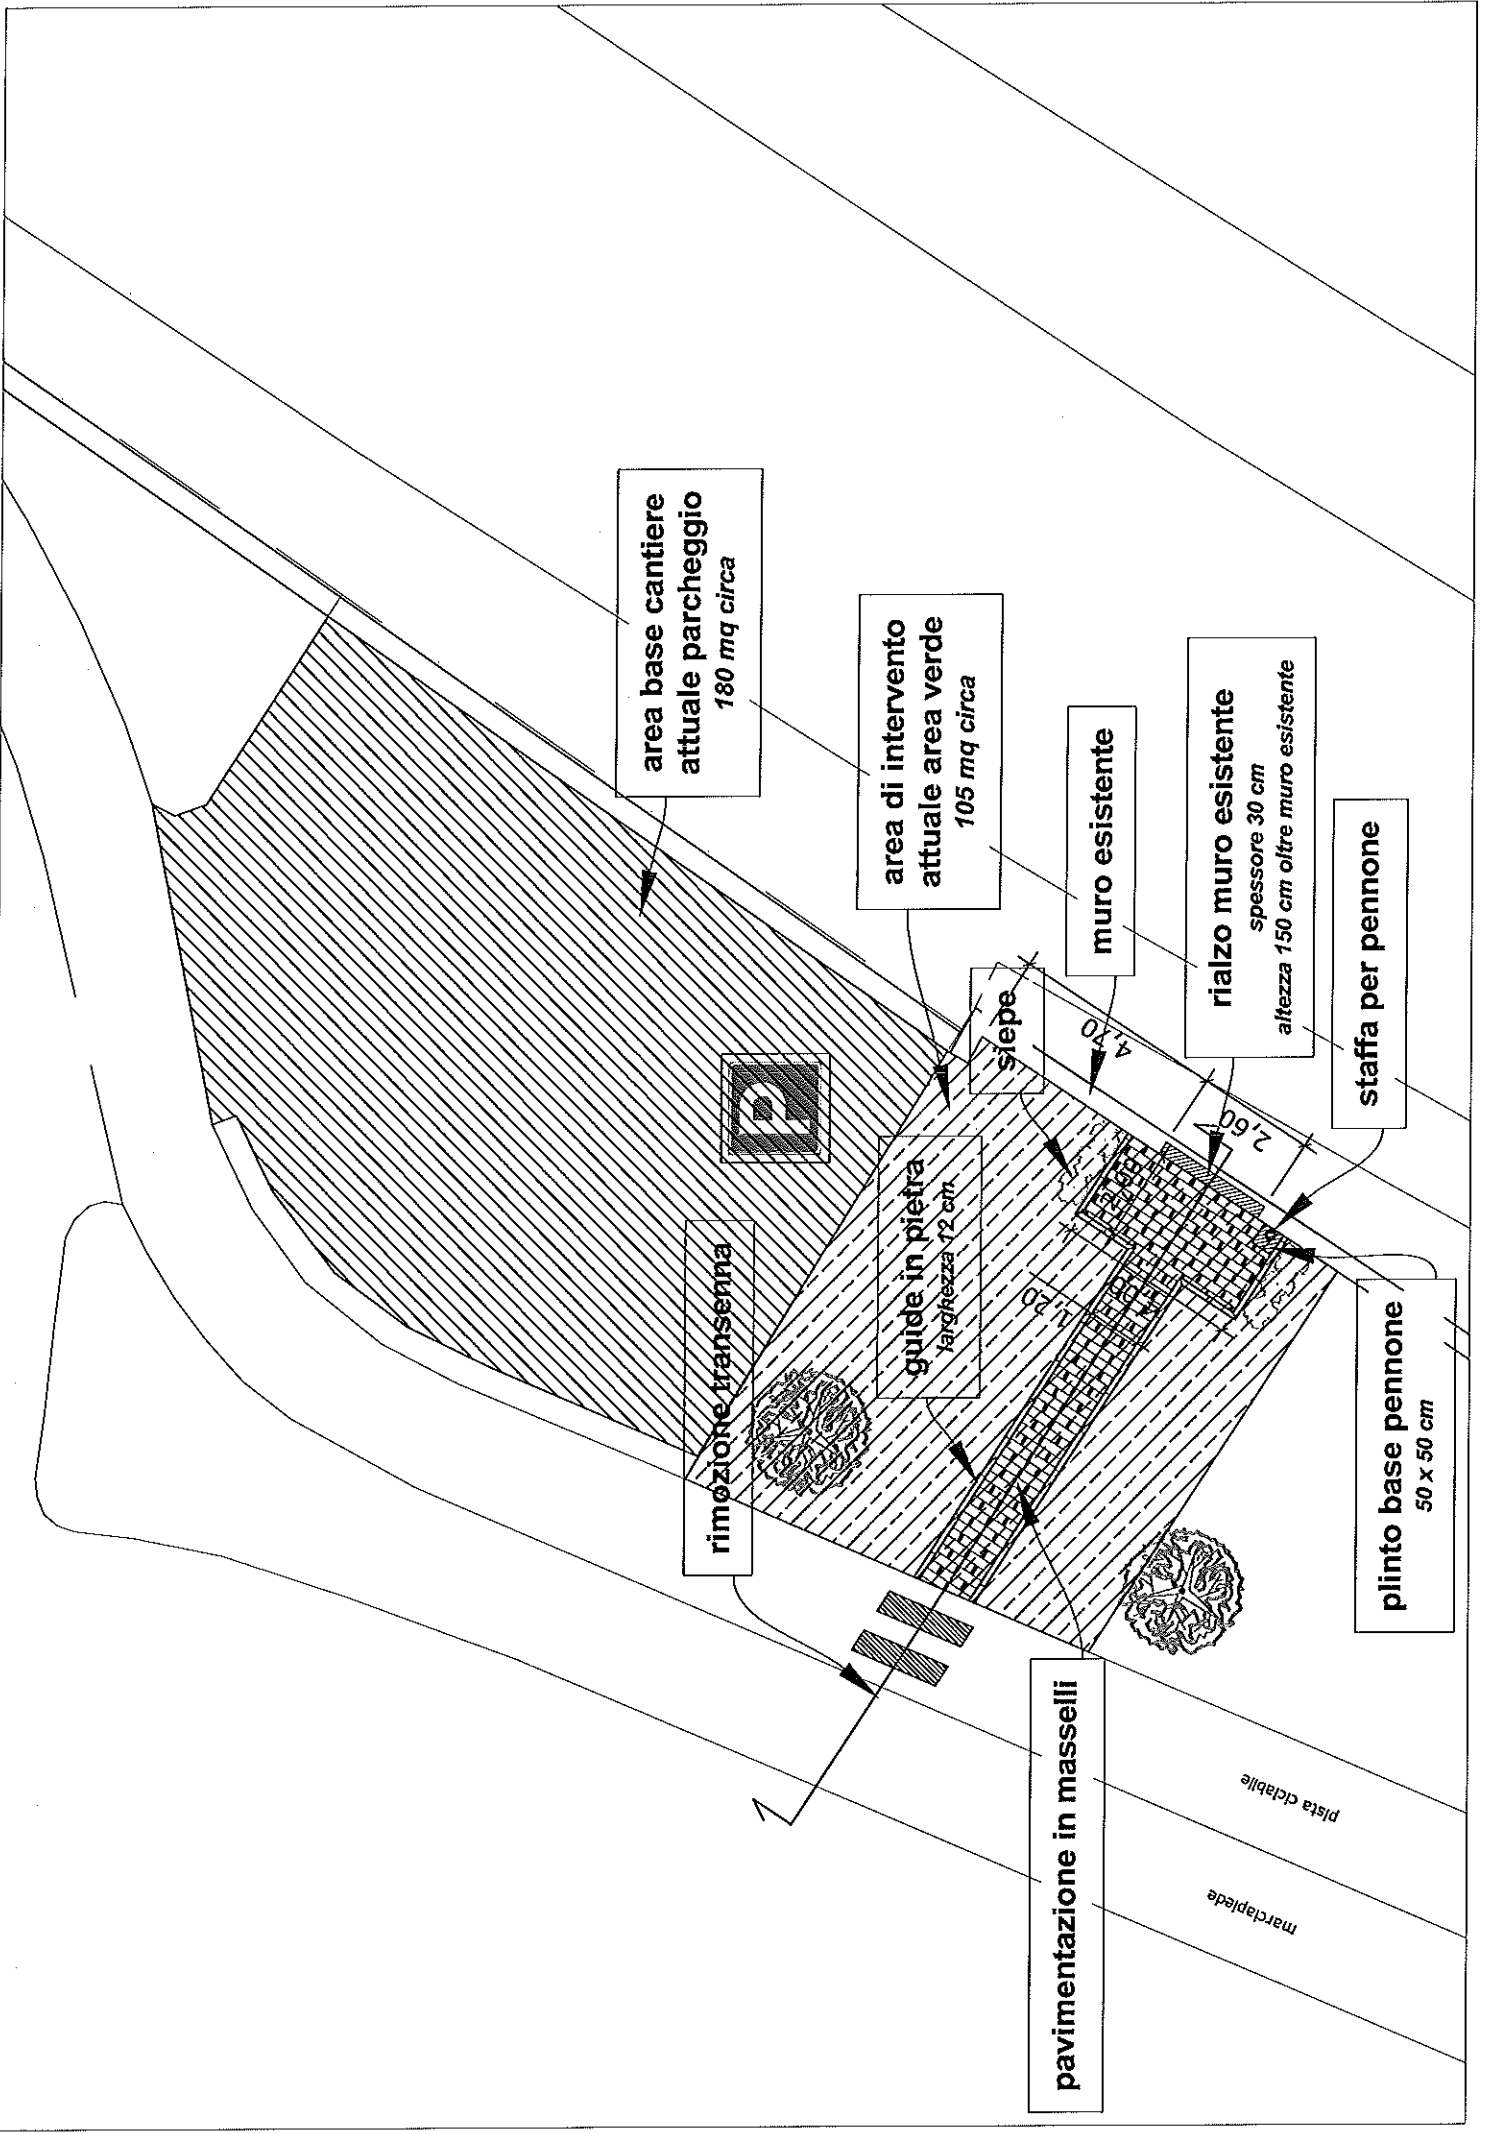 area base cantiere
attuale parcheggio
180 mq circa
area di intervento
attuale area verde
105 mq circa
muro esistente
rialzo muro esistente
spessore 30 cm
altezza 150 cm oltre muro esistente
staffa per pennone
siepe
P
4,70
2,60
1,20
guide in pietra
larghezza 12 cm
rimozione transenna
plinto base pennone
50 x 50 cm
pavimentazione in masselli
pista ciclabile
marciapiede